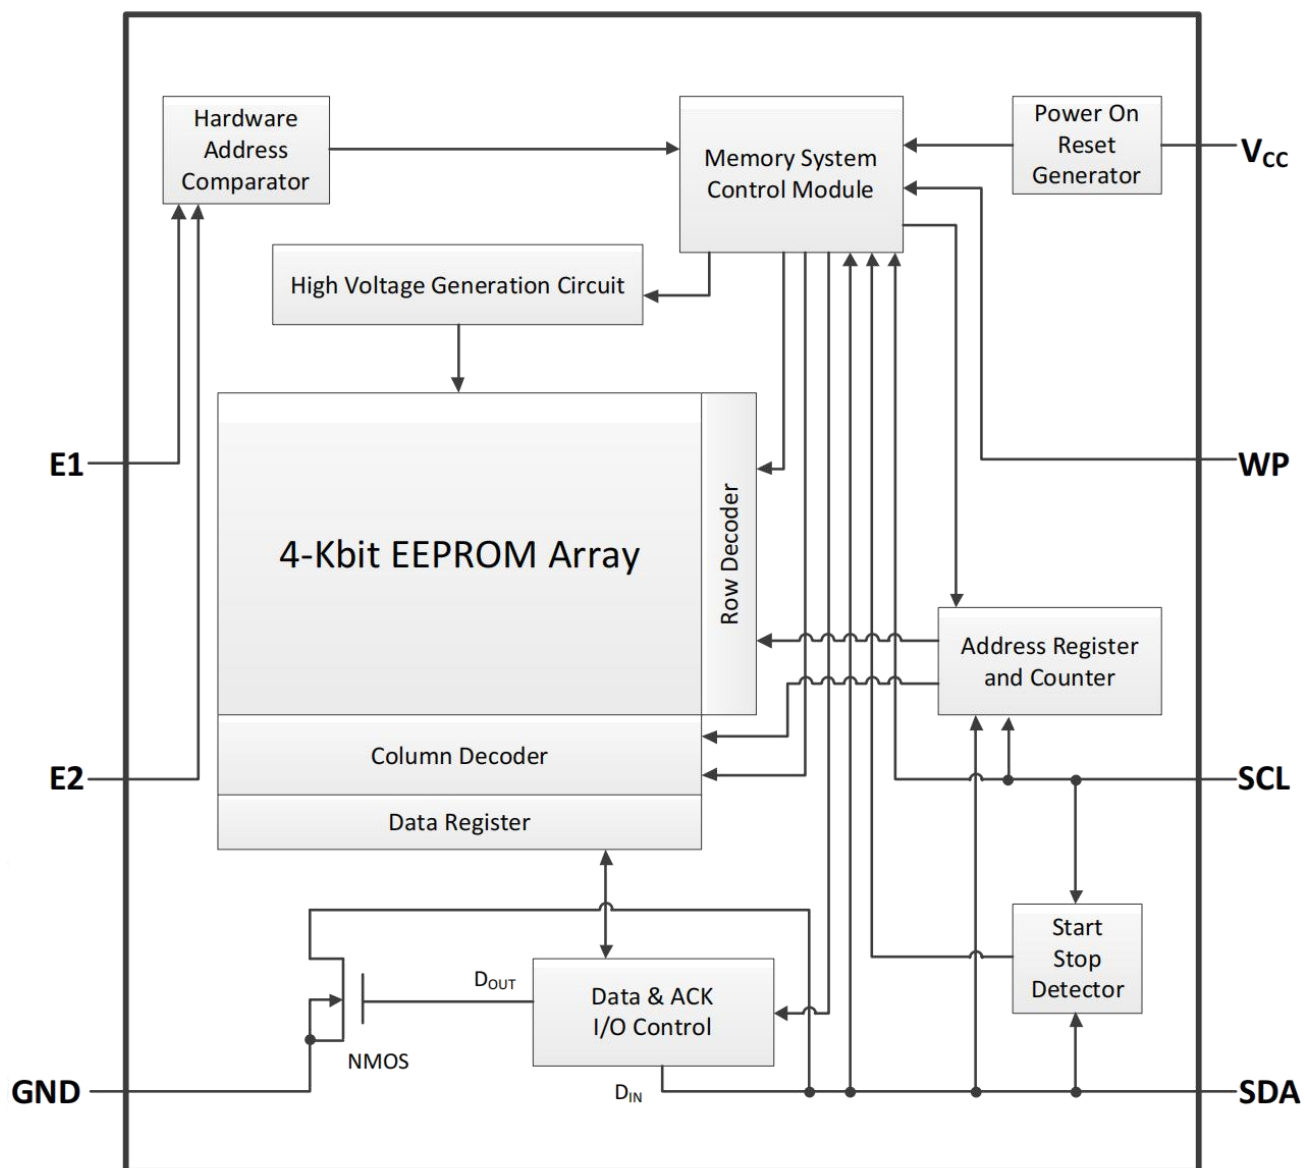 Hardware
Address
Comparator
Memory System
Control Module
Power On
Reset
Generator
VCC
High Voltage Generation Circuit
E1
WP
4-Kbit EEPROM Array
Row Decoder
Address Register
and Counter
Column Decoder
E2
SCL
Data Register
Start
Stop
Detector
DOUT
Data & ACK
I/O Control
NMOS
GND
DIN
SDA